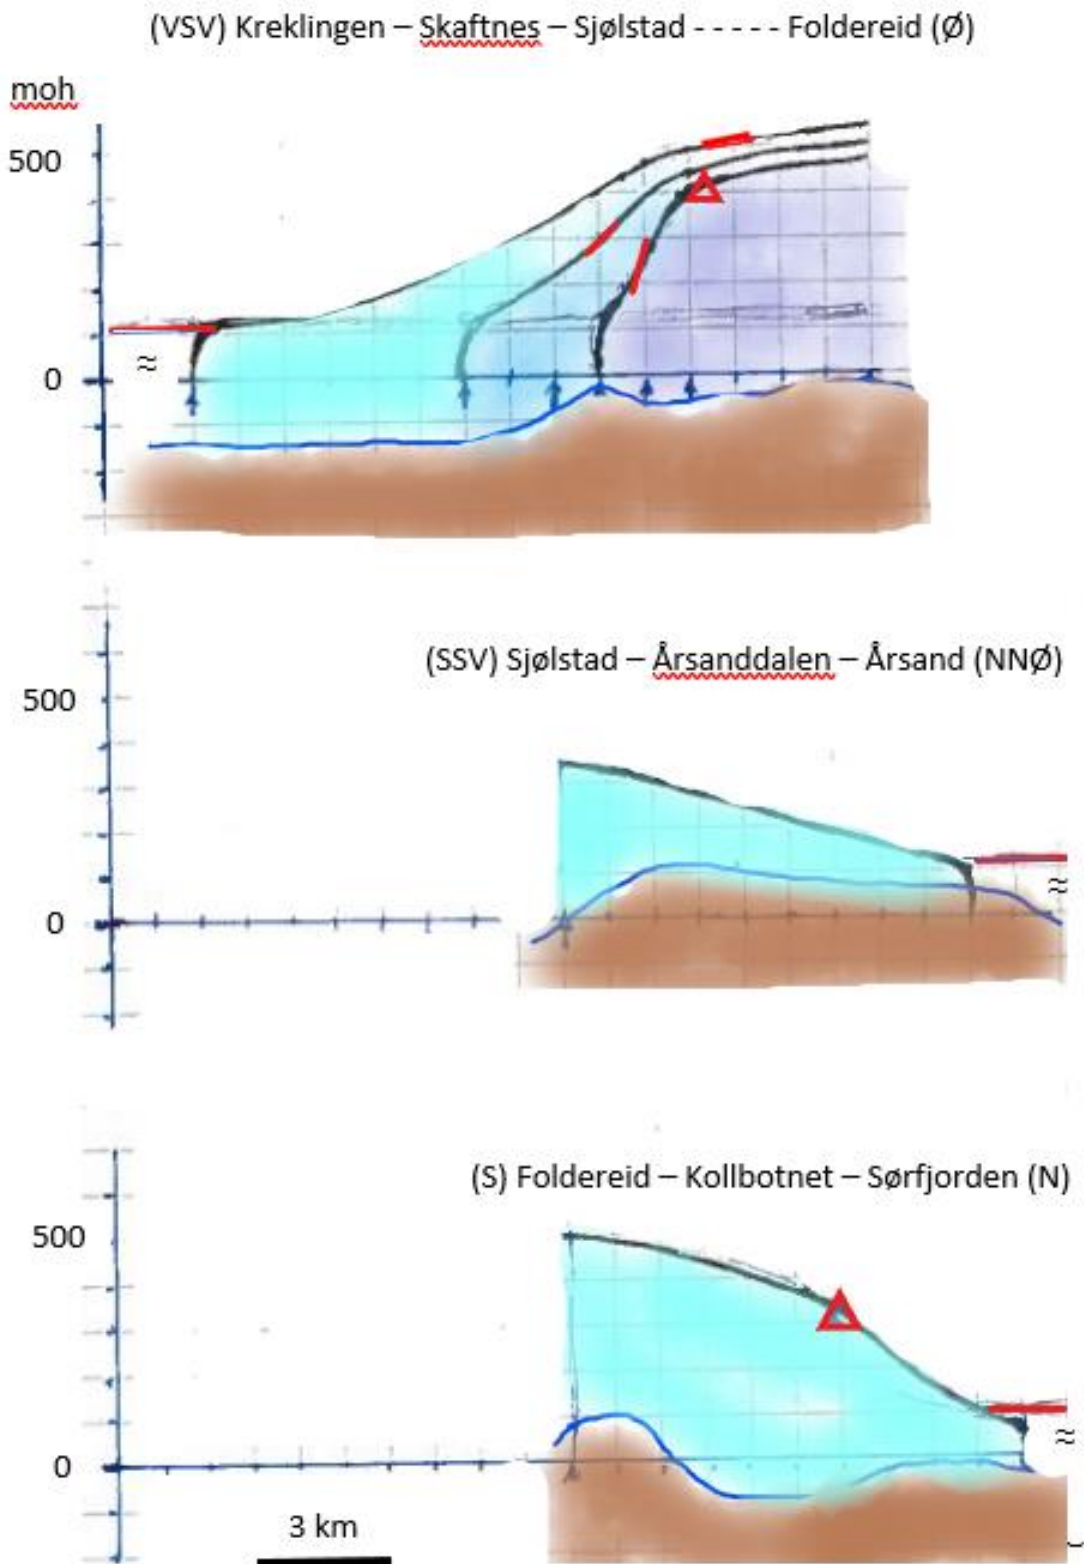 (VSV) Kreklingen – Skaftnes – Sjølstad - - - - - Foldereid (Ø)
moh
500
0
≈
(SSV) Sjølstad – Årsanddalen – Årsand (NNØ)
500
0
≈
(S) Foldereid – Kollbotnet – Sørfjorden (N)
500
0
≈
3 km